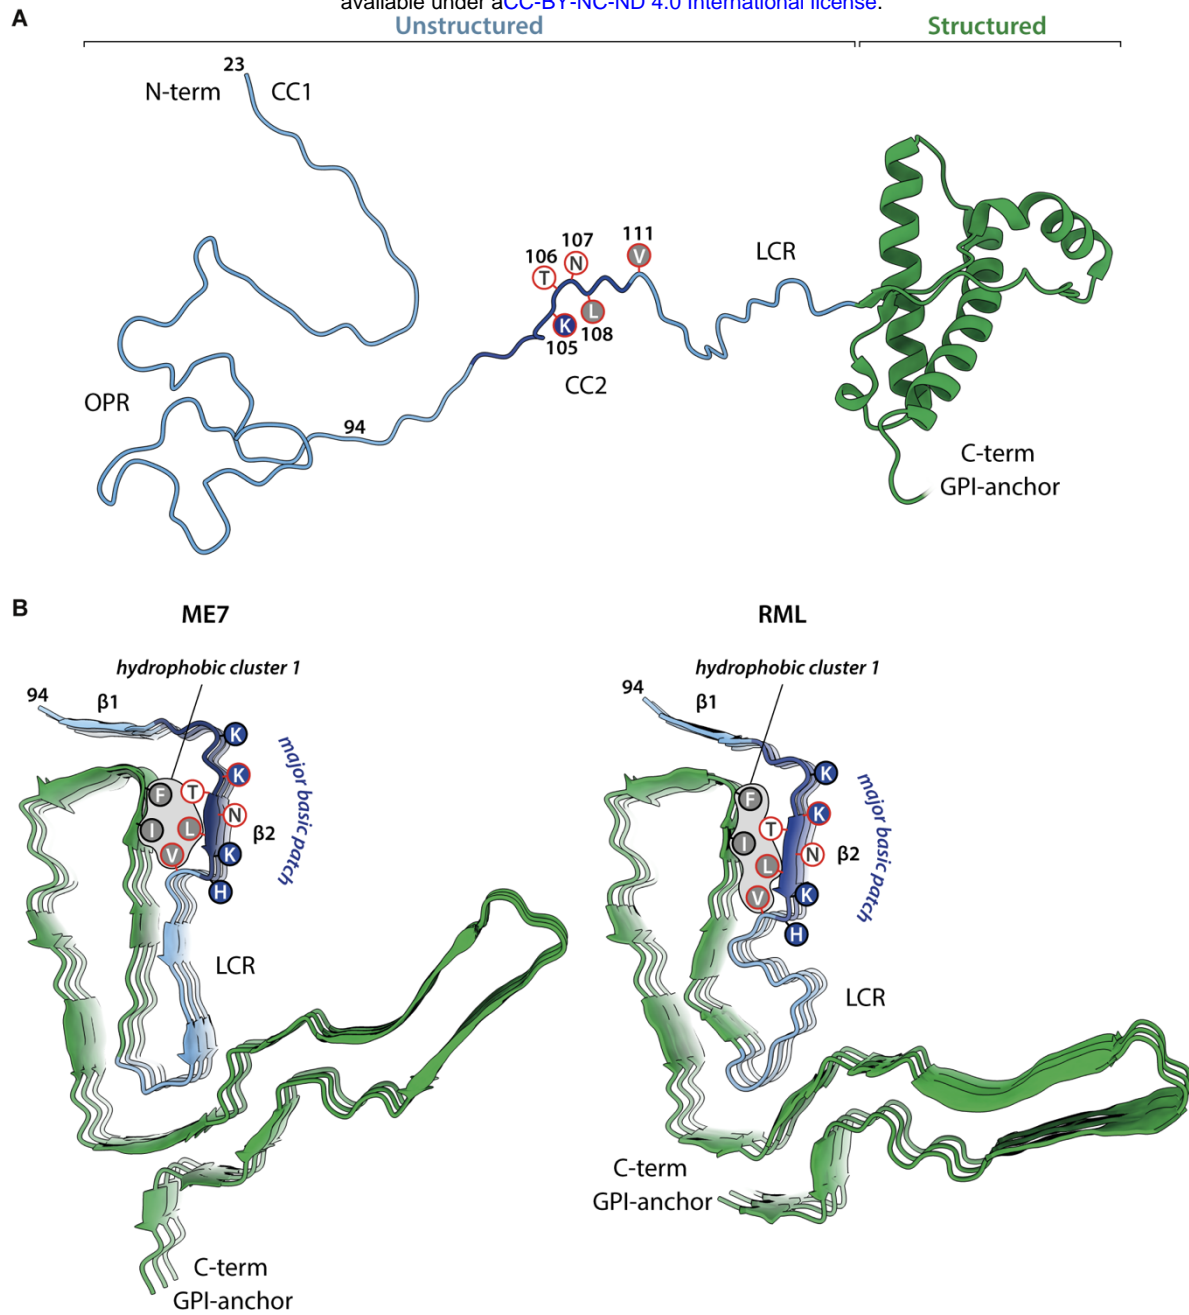 available under aCC-BY-NC-ND 4.0 International license.
A
Unstructured
Structured
23
N-term
CC1
107
111
106
N
V
T
LCR
K
L
105
108
CC2
OPR
94
C-term
GPI-anchor
B
ME7
RML
hydrophobic cluster 1
hydrophobic cluster 1
94
β1
K
major basic patch
F
T
K
N
I
L
β2
V
K
H
LCR
C-term
GPI-anchor
94
β1
K
major basic patch
F
K
T
N
I
β2
L
K
V
H
LCR
C-term
GPI-anchor